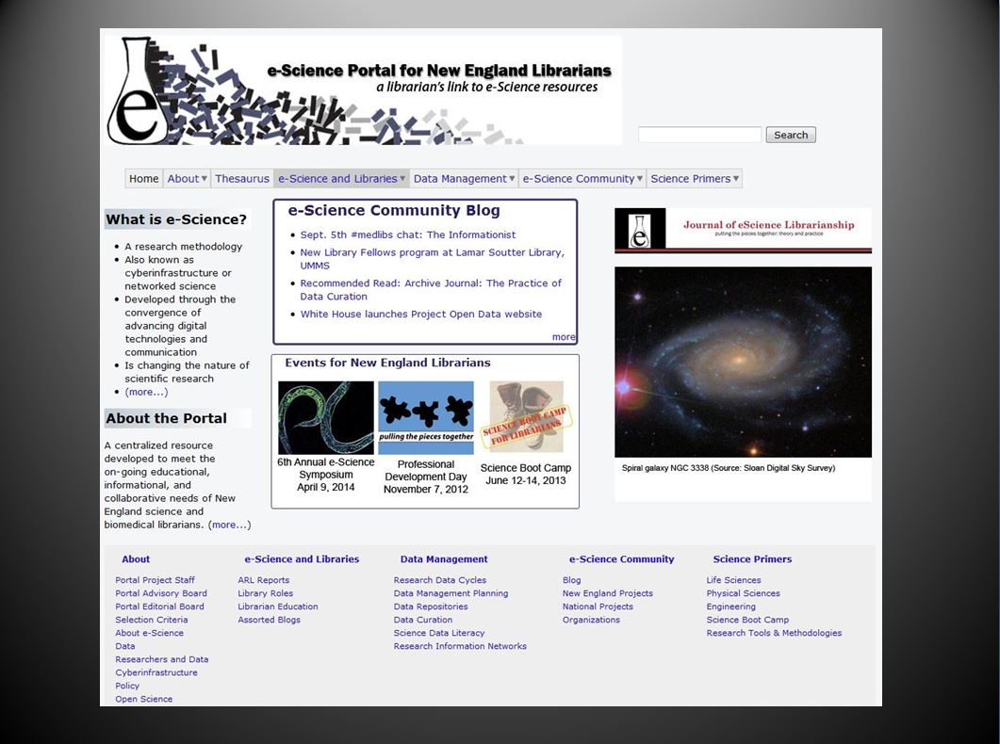 e
e-Science Portal for New England Librarians
a librarian's link to e-Science resources
Search
Home About Thesaurus e-Science and Libraries Data Management e-Science Community Science Primers
What is e-Science?
A research methodology
Also known as
cyberinfrastructure or
networked science
Developed through the
convergence of
advancing digital
technologies and
communication
Is changing the nature of
scientific research
(more...)
About the Portal
A centralized resource
developed to meet the
on-going educational,
informational, and
collaborative needs of New
England science and
biomedical librarians. (more...)
e-Science Community Blog
Sept. 5th #medlibs chat: The Informationist
New Library Fellows program at Lamar Soutter Library,
UMMS
Recommended Read: Archive Journal: The Practice of
Data Curation
White House launches Project Open Data website
more
Events for New England Librarians
6th Annual e-Science
Symposium
April 9, 2014
pulling the pieces together
Professional
Development Day
November 7, 2012
SCIENCE BOOT CAMP
FOR LIBRARIANS
Science Boot Camp
June 12-14, 2013
e
Journal of eScience Librarianship
putting the pieces together: theory and practice
Spiral galaxy NGC 3338 (Source: Sloan Digital Sky Survey)
About
Portal Project Staff
Portal Advisory Board
Portal Editorial Board
Selection Criteria
About e-Science
Data
Researchers and Data
Cyberinfrastructure
Policy
Open Science
e-Science and Libraries
ARL Reports
Library Roles
Librarian Education
Assorted Blogs
Data Management
Research Data Cycles
Data Management Planning
Data Repositories
Data Curation
Science Data Literacy
Research Information Networks
e-Science Community
Blog
New England Projects
National Projects
Organizations
Science Primers
Life Sciences
Physical Sciences
Engineering
Science Boot Camp
Research Tools & Methodologies